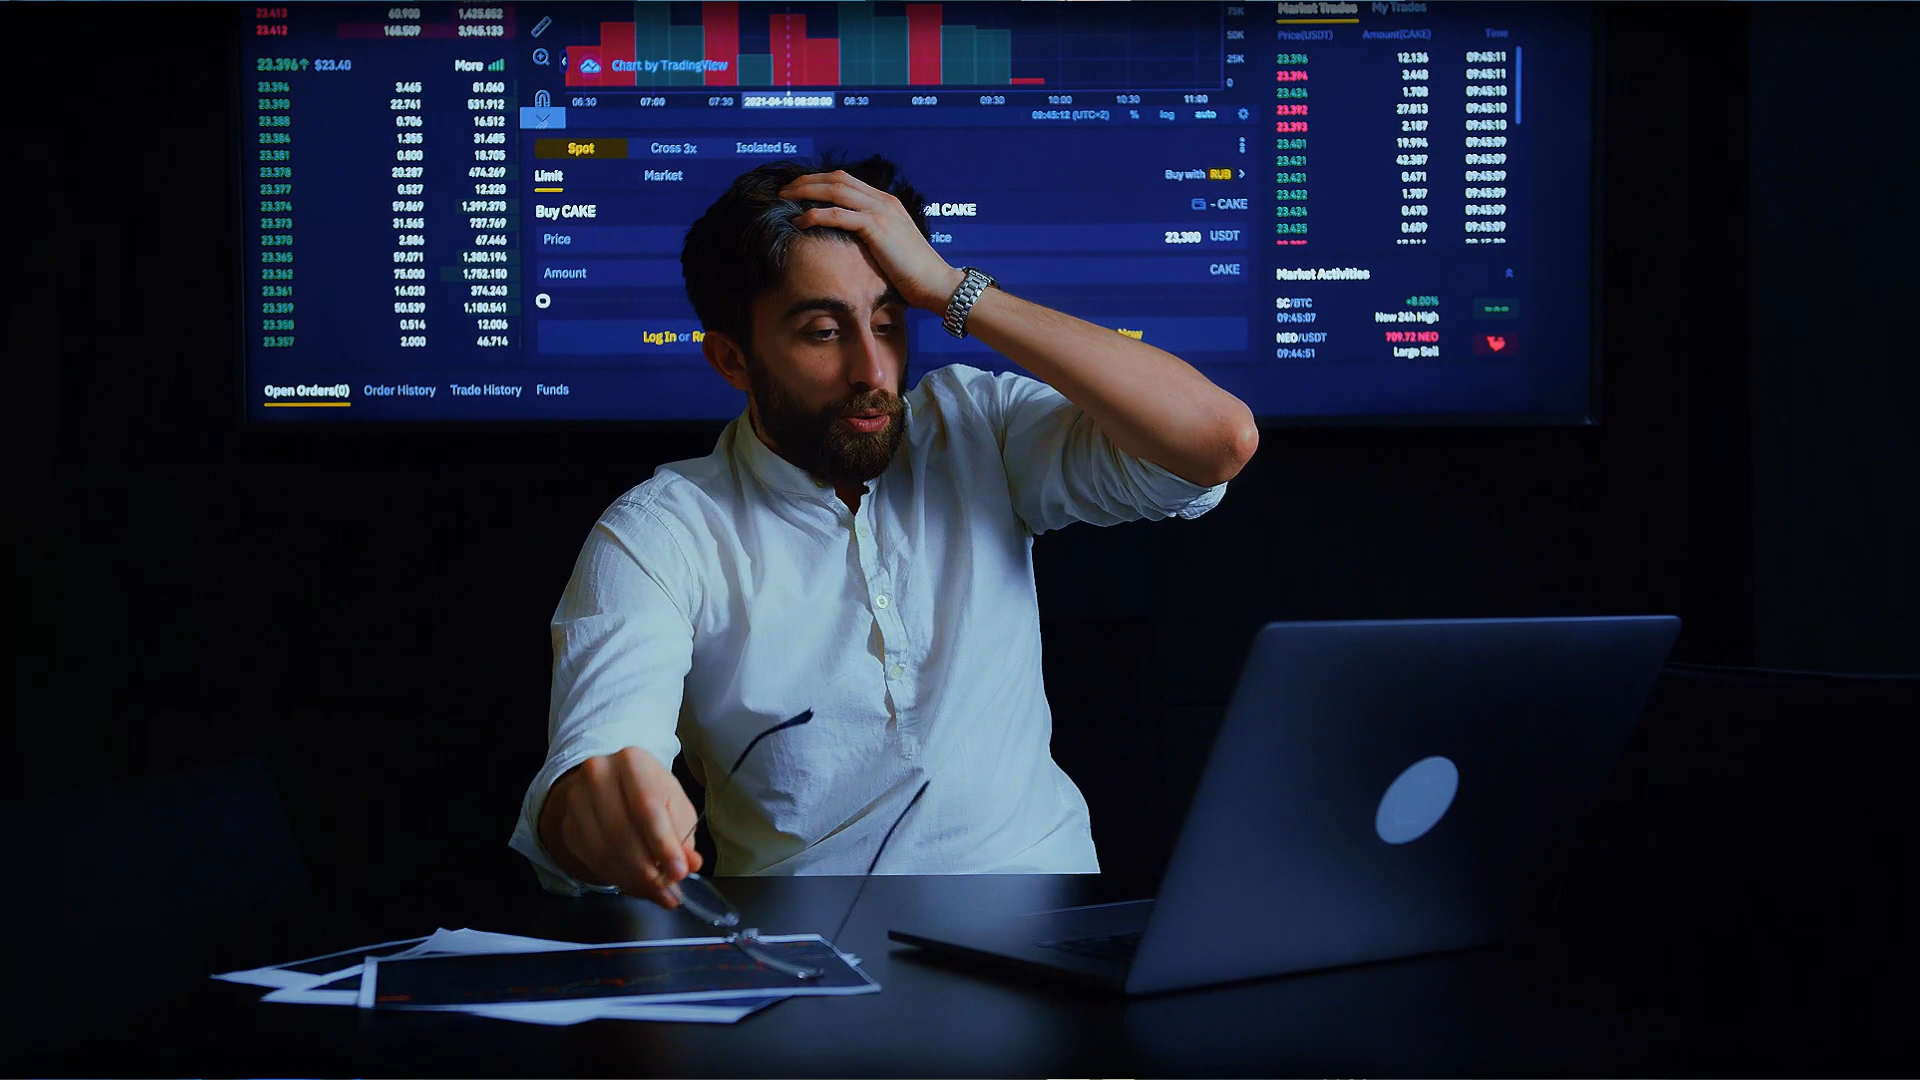 23.413 60.900 1,425.052
23.412 168.509 3,945.133
23.396↑ $23.40 More
23.394 3.465 81.060
23.390 22.741 531.912
23.388 0.706 16.512
23.384 1.355 31.685
23.381 0.800 18.705
23.378 20.287 474.269
23.377 0.527 12.320
23.374 59.869 1,399.378
23.373 31.565 737.769
23.370 2.886 67.446
23.365 59.071 1,380.194
23.362 75.000 1,752.150
23.361 16.020 374.243
23.359 50.539 1,180.541
23.358 0.514 12.006
23.357 2.000 46.714
Open Orders(0) Order History Trade History Funds
Chart by TradingView
75K
50K
25K
0
06:30 07:00 07:30 2021-04-16 08:00:00 08:30 09:00 09:30 10:00 10:30 11:00
09:45:12 (UTC+2) % log auto
Spot Cross 3x Isolated 5x
Limit Market Buy with RUB
Buy CAKE
ell CAKE - CAKE
Price
rice 23,300 USDT
Amount
CAKE
Log In or Re
Now
Market Trades My Trades
Price(USDT) Amount(CAKE) Time
23.396 12.136 09:45:11
23.394 3.448 09:45:11
23.424 1.708 09:45:10
23.392 27.813 09:45:10
23.393 2.187 09:45:10
23.401 19.994 09:45:09
23.421 42.387 09:45:09
23.421 0.471 09:45:09
23.422 1.707 09:45:09
23.424 0.470 09:45:09
23.425 0.609 09:45:09
Market Activities
SC/BTC +8.00%
09:45:07 New 24h High
NEO/USDT 709.72 NEO
09:44:51 Large Sell